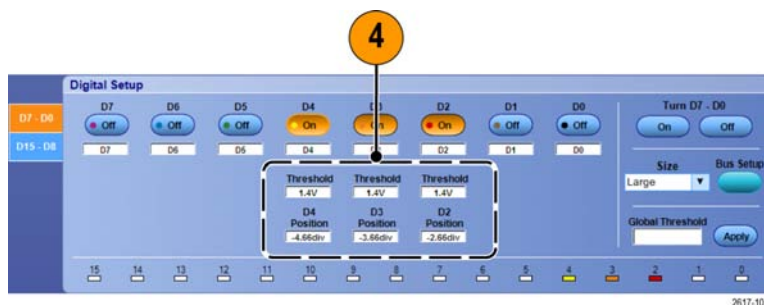 4
Digital Setup
D7 - D0
D15 - D8
D7 D6 D5 D4 D3 D2 D1 D0
Off Off Off On On On Off Off
D7 D6 D5 D4 D2 D1 D0
Threshold Threshold Threshold
1.4V 1.4V 1.4V
D4 Position D3 Position D2 Position
-4.66div -3.66div -2.66div
Turn D7 - D0
On Off
Size Bus Setup
Large
Global Threshold
Apply
15 14 13 12 11 10 9 8 7 6 5 4 3 2 1 0
2617-10